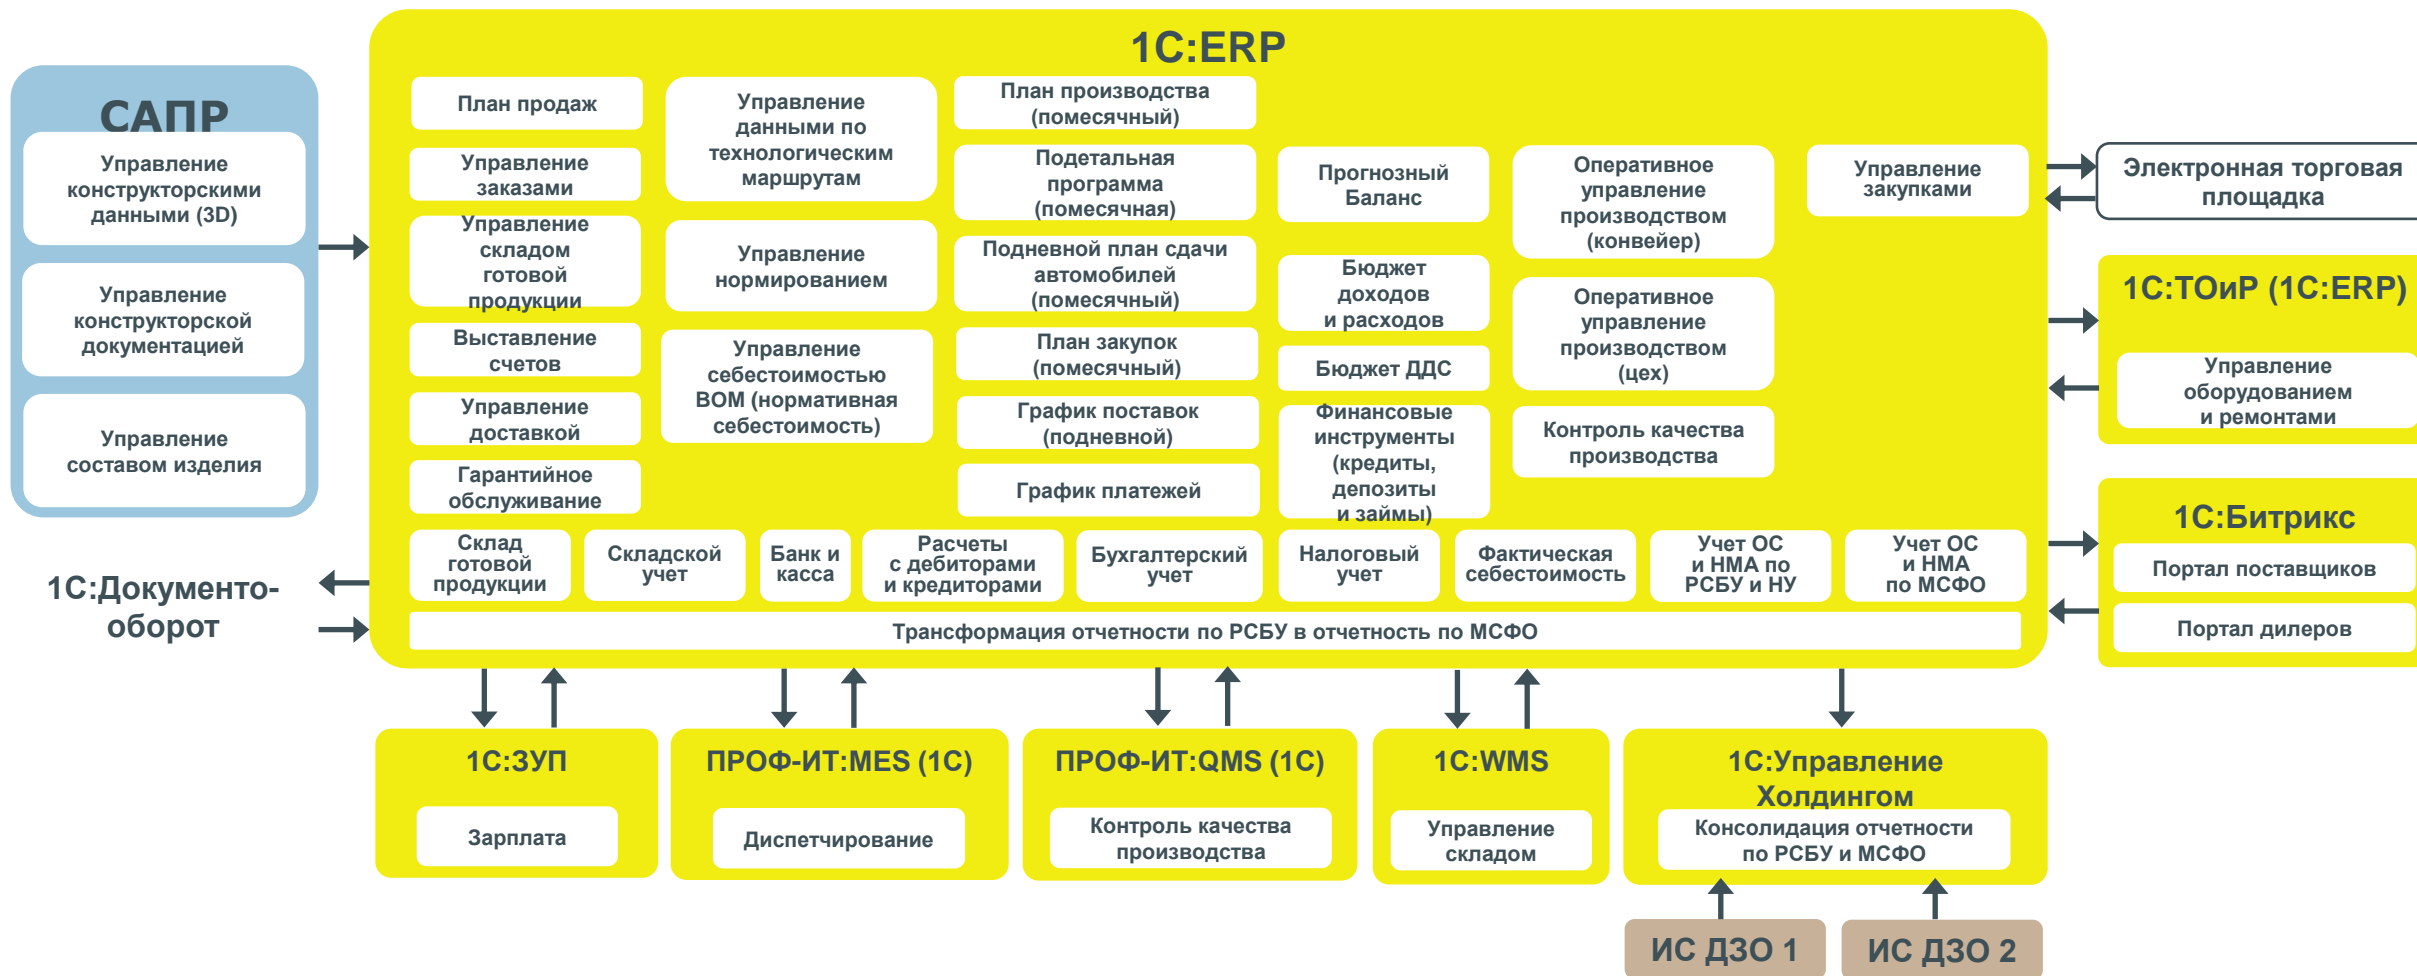 1С:ERP
САПР
Управление
конструкторскими
данными (3D)
Управление
конструкторской
документацией
Управление
составом изделия
1С:Документо-
оборот
План продаж
Управление
заказами
Управление
складом
готовой
продукции
Выставление
счетов
Управление
доставкой
Гарантийное
обслуживание
Управление
данными по
технологическим
маршрутам
Управление
нормированием
Управление
себестоимостью
BOM (нормативная
себестоимость)
План производства
(помесячный)
Подетальная
программа
(помесячная)
Подневной план сдачи
автомобилей
(помесячный)
План закупок
(помесячный)
График поставок
(подневной)
График платежей
Прогнозный
Баланс
Бюджет
доходов
и расходов
Бюджет ДДС
Финансовые
инструменты
(кредиты,
депозиты
и займы)
Оперативное
управление
производством
(конвейер)
Оперативное
управление
производством
(цех)
Контроль качества
производства
Управление
закупками
Склад
готовой
продукции
Складской
учет
Банк и
касса
Расчеты
с дебиторами
и кредиторами
Бухгалтерский
учет
Налоговый
учет
Фактическая
себестоимость
Учет ОС
и НМА по
РСБУ и НУ
Учет ОС
и НМА
по МСФО
Трансформация отчетности по РСБУ в отчетность по МСФО
Электронная торговая
площадка
1С:ТОиР (1С:ERP)
Управление
оборудованием
и ремонтами
1С:Битрикс
Портал поставщиков
Портал дилеров
1С:ЗУП
Зарплата
ПРОФ-ИТ:MES (1С)
Диспетчирование
ПРОФ-ИТ:QMS (1С)
Контроль качества
производства
1С:WMS
Управление
складом
1С:Управление
Холдингом
Консолидация отчетности
по РСБУ и МСФО
ИС ДЗО 1
ИС ДЗО 2